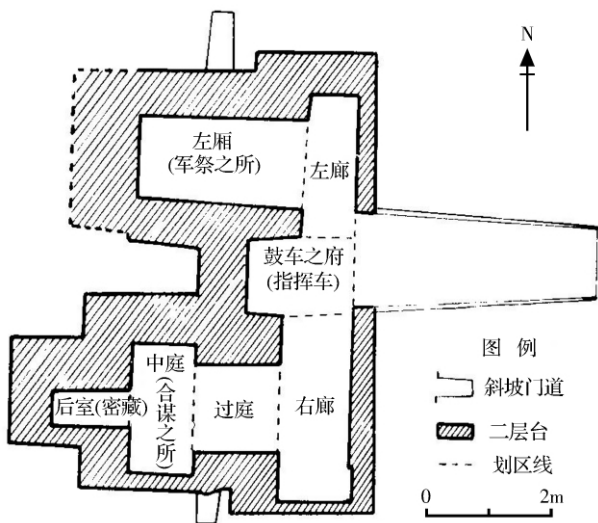 N
左厢
(军祭之所)
左廊
鼓车之府
(指挥车)
图 例
斜坡门道
二层台
划区线
0 2m
中庭
(合谋之所)
后室(密藏)
过庭
右廊